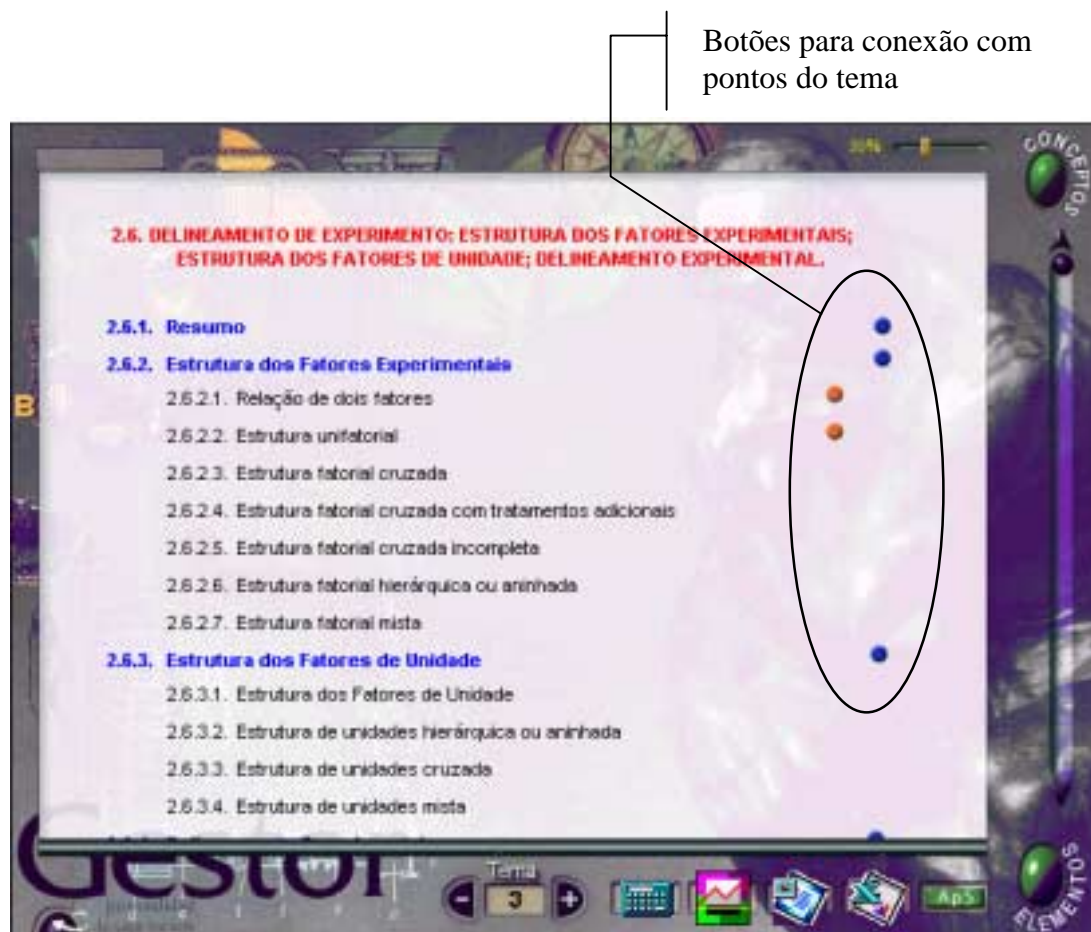 Botões para conexão com
pontos do tema
30%
CONCEPTOS
2.6. DELINEAMENTO DE EXPERIMENTO: ESTRUTURA DOS FATORES EXPERIMENTAIS;
ESTRUTURA DOS FATORES DE UNIDADE; DELINEAMENTO EXPERIMENTAL.
2.6.1. Resumo
2.6.2. Estrutura dos Fatores Experimentais
2.6.2.1. Relação de dois fatores
B
2.6.2.2. Estrutura unifatorial
2.6.2.3. Estrutura fatorial cruzada
2.6.2.4. Estrutura fatorial cruzada com tratamentos adicionais
2.6.2.5. Estrutura fatorial cruzada incompleta
2.6.2.6. Estrutura fatorial hierárquica ou aninhada
2.6.2.7. Estrutura fatorial mista
2.6.3. Estrutura dos Fatores de Unidade
2.6.3.1. Estrutura dos Fatores de Unidade
2.6.3.2. Estrutura de unidades hierárquica ou aninhada
2.6.3.3. Estrutura de unidades cruzada
2.6.3.4. Estrutura de unidades mista
Gestor
Tema
3
ApS
ELEMENTOS